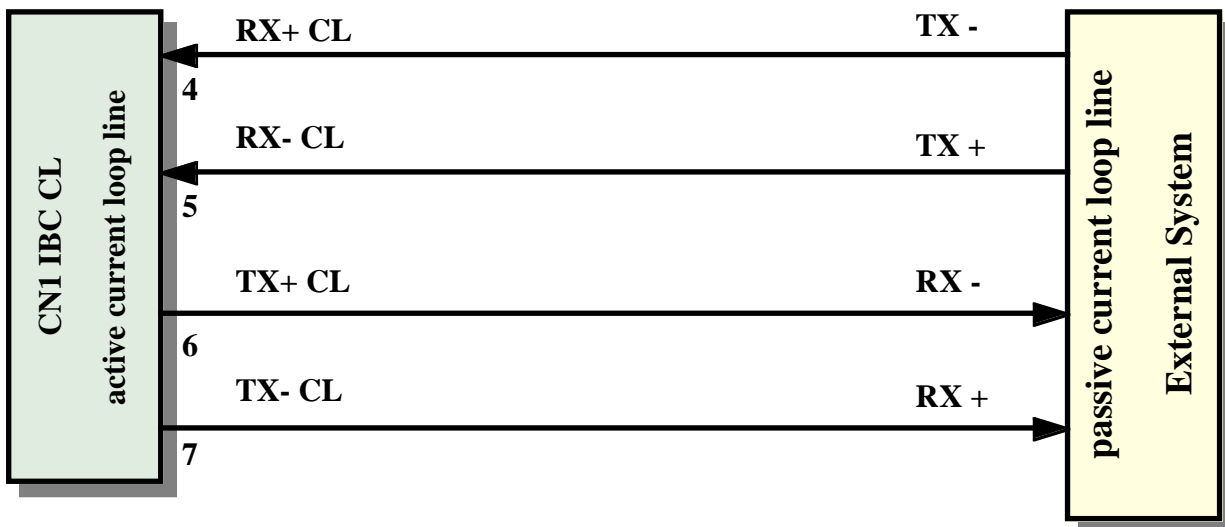 RX+ CL
TX -
4
RX- CL
TX +
5
TX+ CL
RX -
6
TX- CL
RX +
7
CN1 IBC CL
active current loop line
passive current loop line
External System